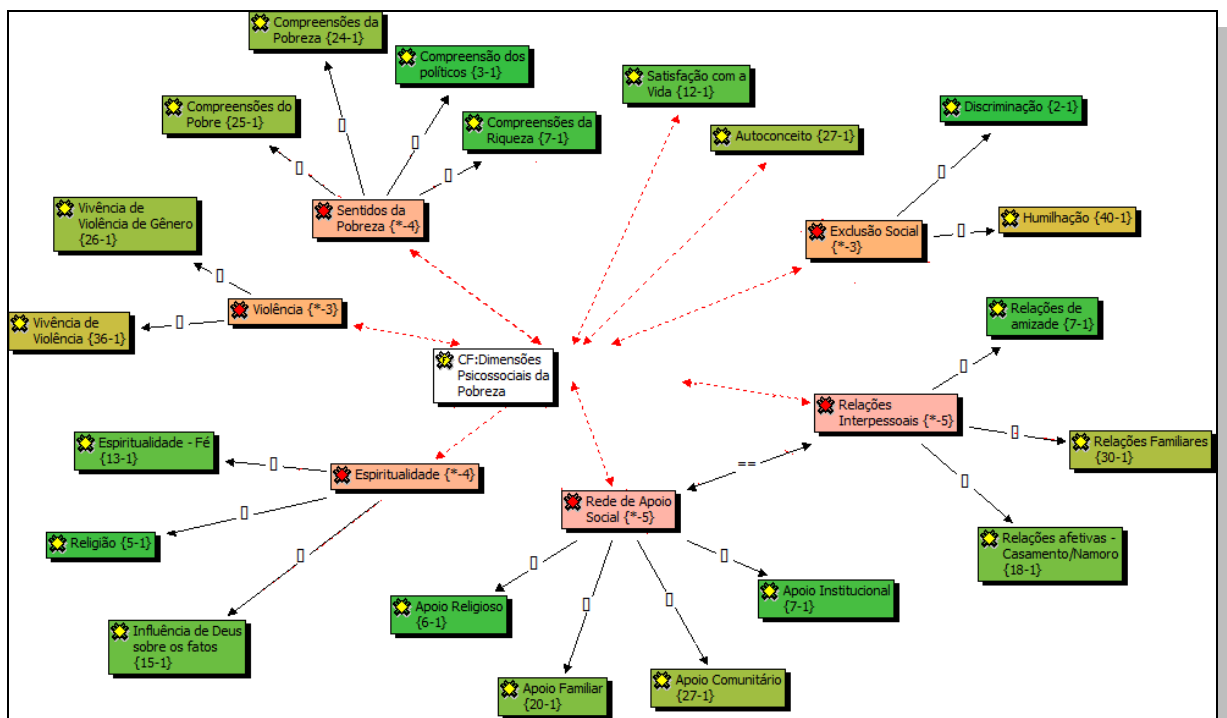 Compreensões da
Pobreza {24-1}
Compreensão dos
políticos {3-1}
Satisfação com a
Vida {12-1}
Compreensões do
Pobre {25-1}
Compreensões da
Riqueza {7-1}
Autoconceito {27-1}
Discriminação {2-1}
Vivência de
Violência de Gênero
{26-1}
Sentidos da
Pobreza {*-4}
Exclusão Social
{*-3}
Humilhação {40-1}
Violência {*-3}
Vivência de
Violência {36-1}
Relações de
amizade {7-1}
CF:Dimensões
Psicossociais da
Pobreza
Relações
Interpessoais {*-5}
Relações Familiares
{30-1}
Espiritualidade - Fé
{13-1}
Espiritualidade {*-4}
==
Rede de Apoio
Social {*-5}
Religião {5-1}
Relações afetivas -
Casamento/Namoro
{18-1}
Apoio Religioso
{6-1}
Apoio Institucional
{7-1}
Influência de Deus
sobre os fatos
{15-1}
Apoio Familiar
{20-1}
Apoio Comunitário
{27-1}